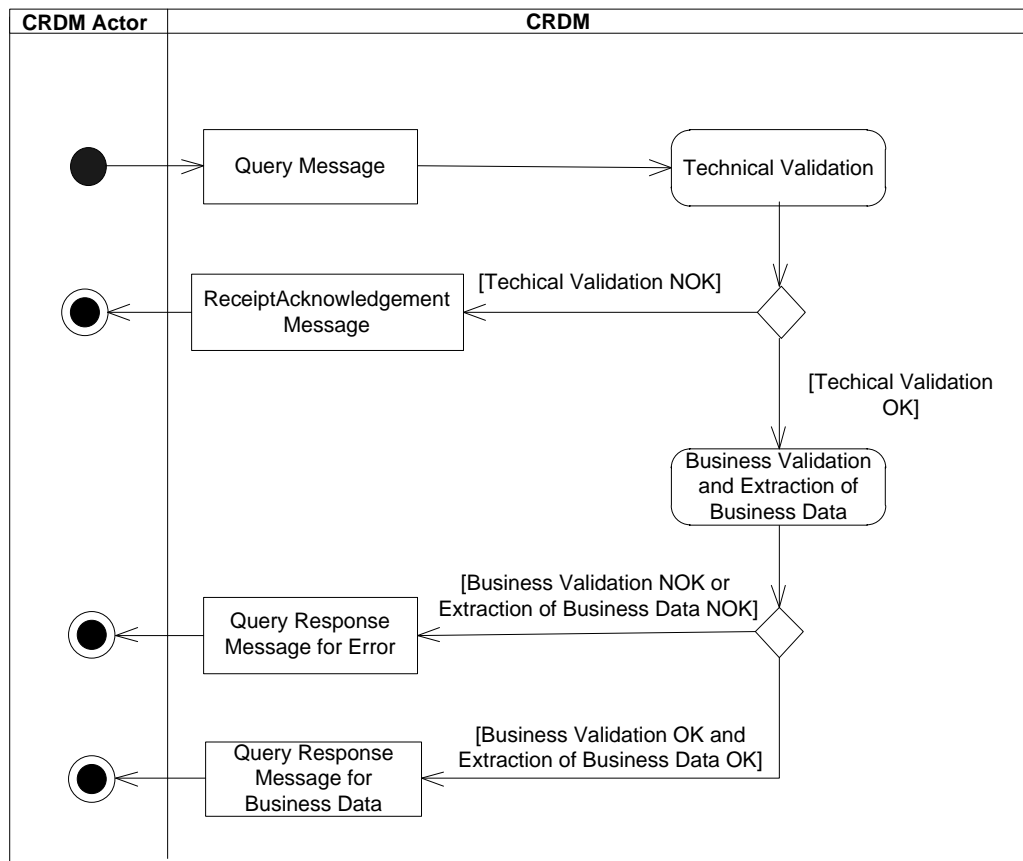 CRDM Actor
CRDM
Query Message
Technical Validation
[Techical Validation NOK]
ReceiptAcknowledgement
Message
[Techical Validation
OK]
Business Validation
and Extraction of
Business Data
[Business Validation NOK or
Extraction of Business Data NOK]
Query Response
Message for Error
[Business Validation OK and
Extraction of Business Data OK]
Query Response
Message for
Business Data